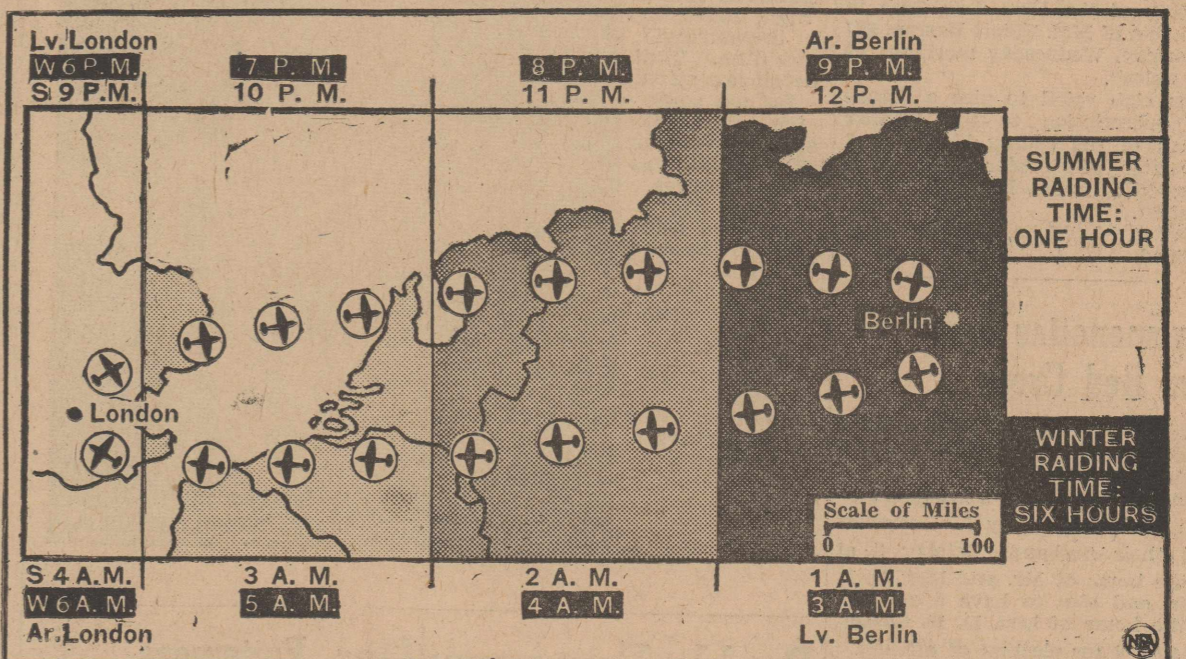 Lv. London
W 6 P.M.
S 9 P.M.
7 P. M.
10 P. M.
8 P. M.
11 P. M.
Ar. Berlin
9 P. M.
12 P. M.
SUMMER
RAIDING
TIME:
ONE HOUR
Berlin
London
WINTER
RAIDING
TIME:
SIX HOURS
Scale of Miles
0 100
S 4 A.M.
W 6 A. M.
Ar. London
3 A. M.
5 A. M.
2 A. M.
4 A. M.
1 A. M.
3 A. M.
Lv. Berlin
NEA